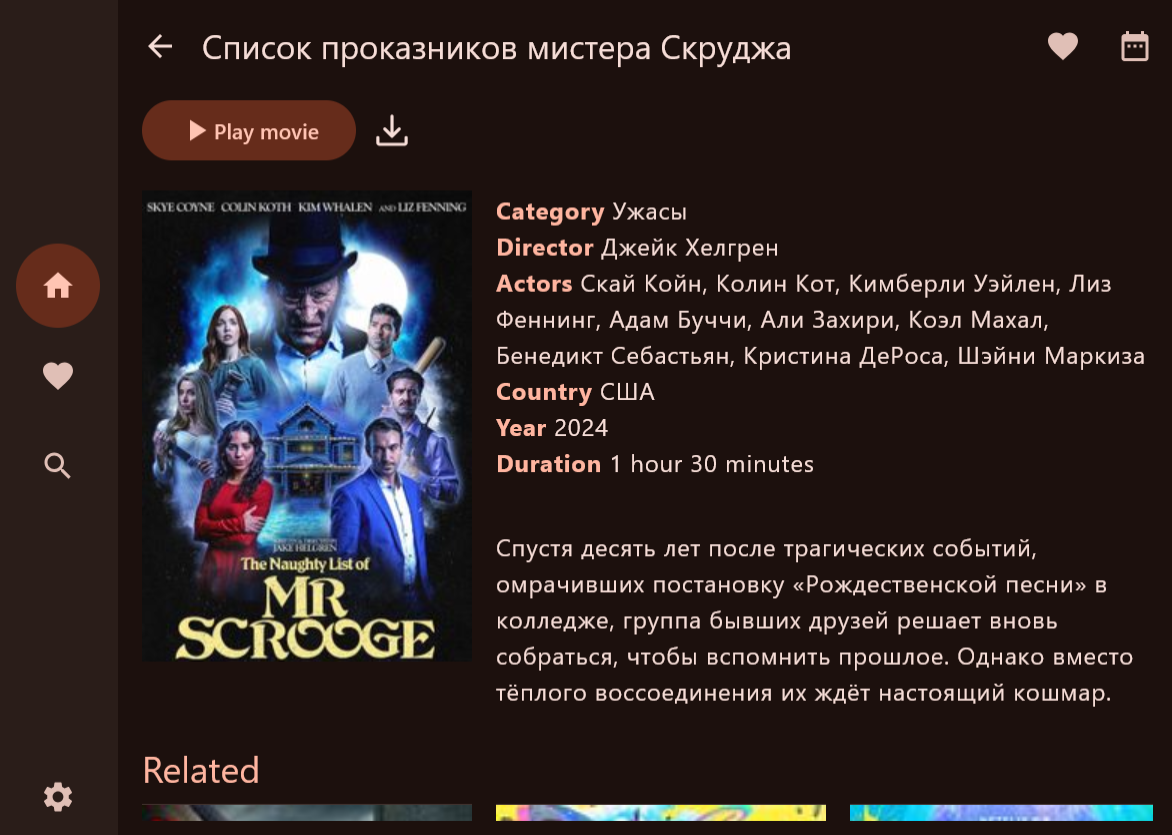 Список проказников мистера Скруджа
Play movie
SKYE COYNE COLIN KOTH KIM WHALEN AND LIZ FENNING
WRITTEN & DIRECTED BY
JAKE HELGREN
The Naughty List of
MR
SCROOGE
Category Ужасы
Director Джейк Хелгрен
Actors Скай Койн, Колин Кот, Кимберли Уэйлен, Лиз
Феннинг, Адам Буччи, Али Захири, Коэл Махал,
Бенедикт Себастьян, Кристина ДеРоса, Шэйни Маркиза
Country США
Year 2024
Duration 1 hour 30 minutes
Спустя десять лет после трагических событий,
омрачивших постановку «Рождественской песни» в
колледже, группа бывших друзей решает вновь
собраться, чтобы вспомнить прошлое. Однако вместо
тёплого воссоединения их ждёт настоящий кошмар.
Related